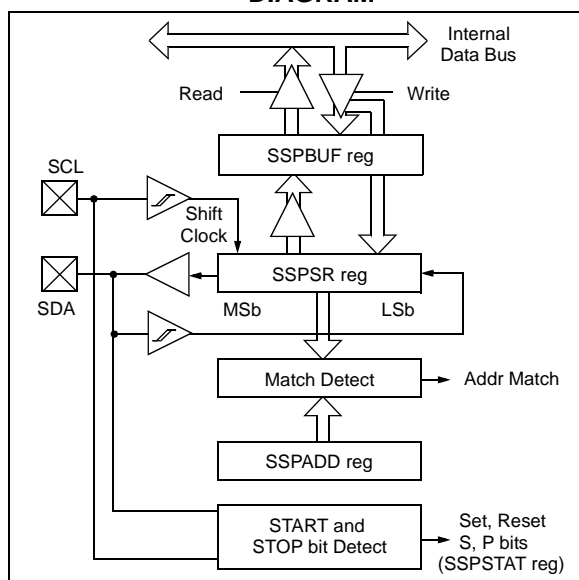 DIAGRAM
Internal
Data Bus
Read
Write
SSPBUF reg
SCL
Shift
Clock
SSPSR reg
SDA
MSb
LSb
Match Detect
Addr Match
SSPADD reg
START and
STOP bit Detect
Set, Reset
S, P bits
(SSPSTAT reg)